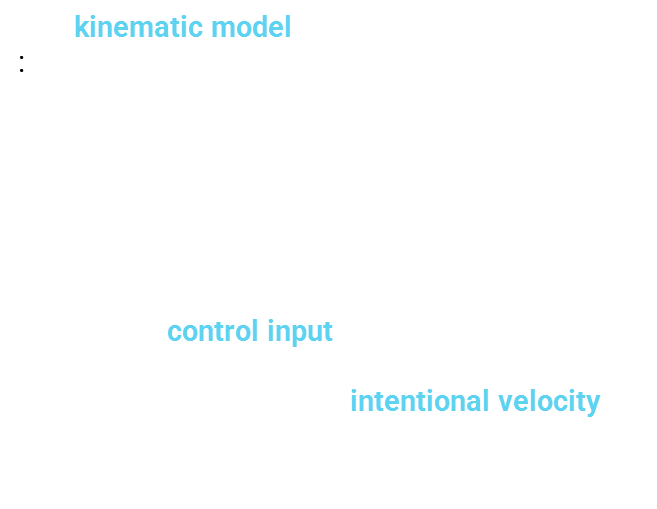 kinematic model
:
control input
intentional velocity